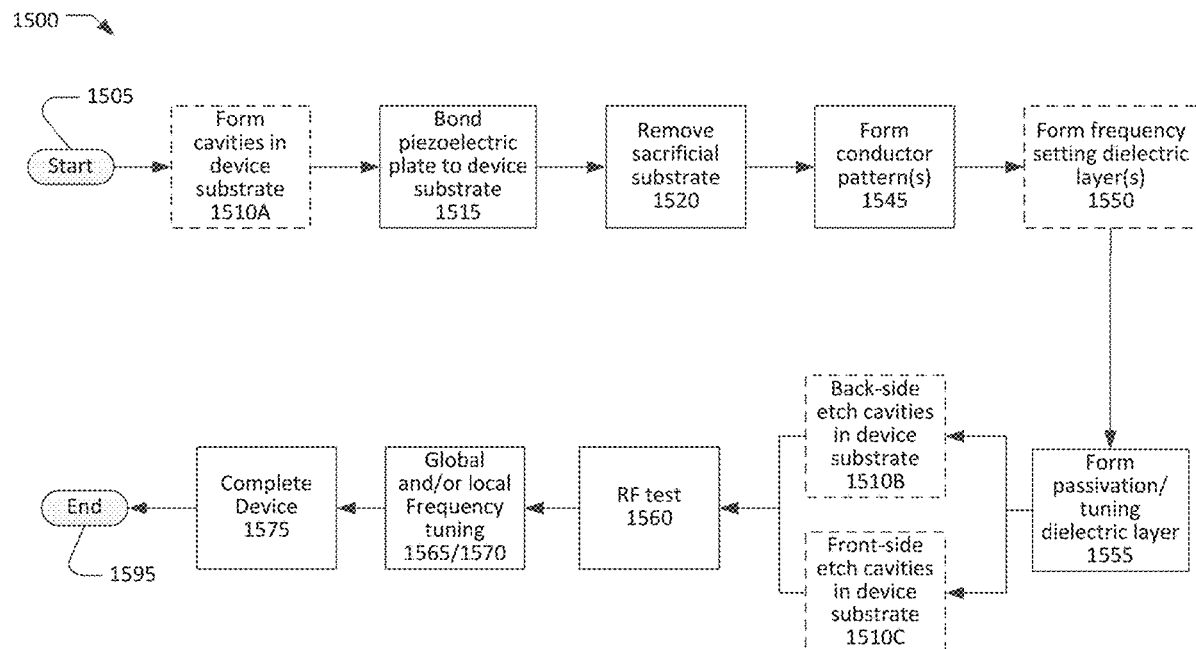 1500
1505
Start
Form
cavities in
device
substrate
1510A
Bond
piezoelectric
plate to device
substrate
1515
Remove
sacrificial
substrate
1520
Form
conductor
pattern(s)
1545
Form frequency
setting dielectric
layer(s)
1550
Form
passivation/
tuning
dielectric layer
1555
Back-side
etch cavities
in device
substrate
1510B
Front-side
etch cavities
in device
substrate
1510C
RF test
1560
Global
and/or local
Frequency
tuning
1565/1570
Complete
Device
1575
End
1595